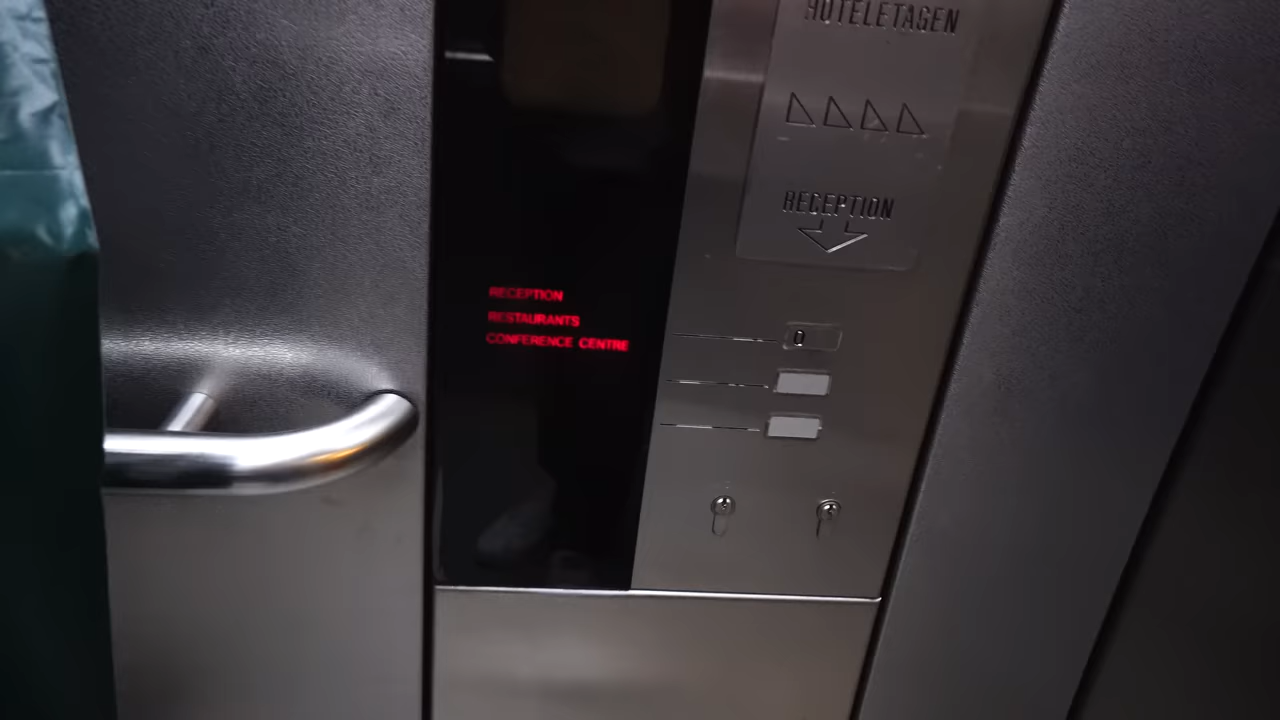 HOTELETAGEN
RECEPTION
RECEPTION
RESTAURANTS
CONFERENCE CENTRE
0